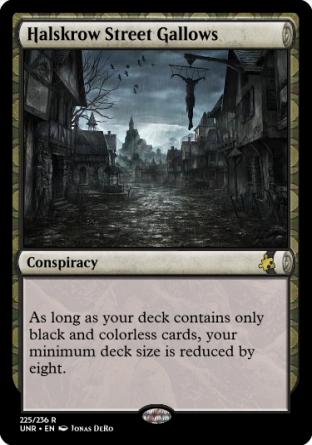 Halskrow Street Gallows
Conspiracy
As long as your deck contains only
black and colorless cards, your
minimum deck size is reduced by
eight.
225/236 R
UNR • EN Jonas DeRo